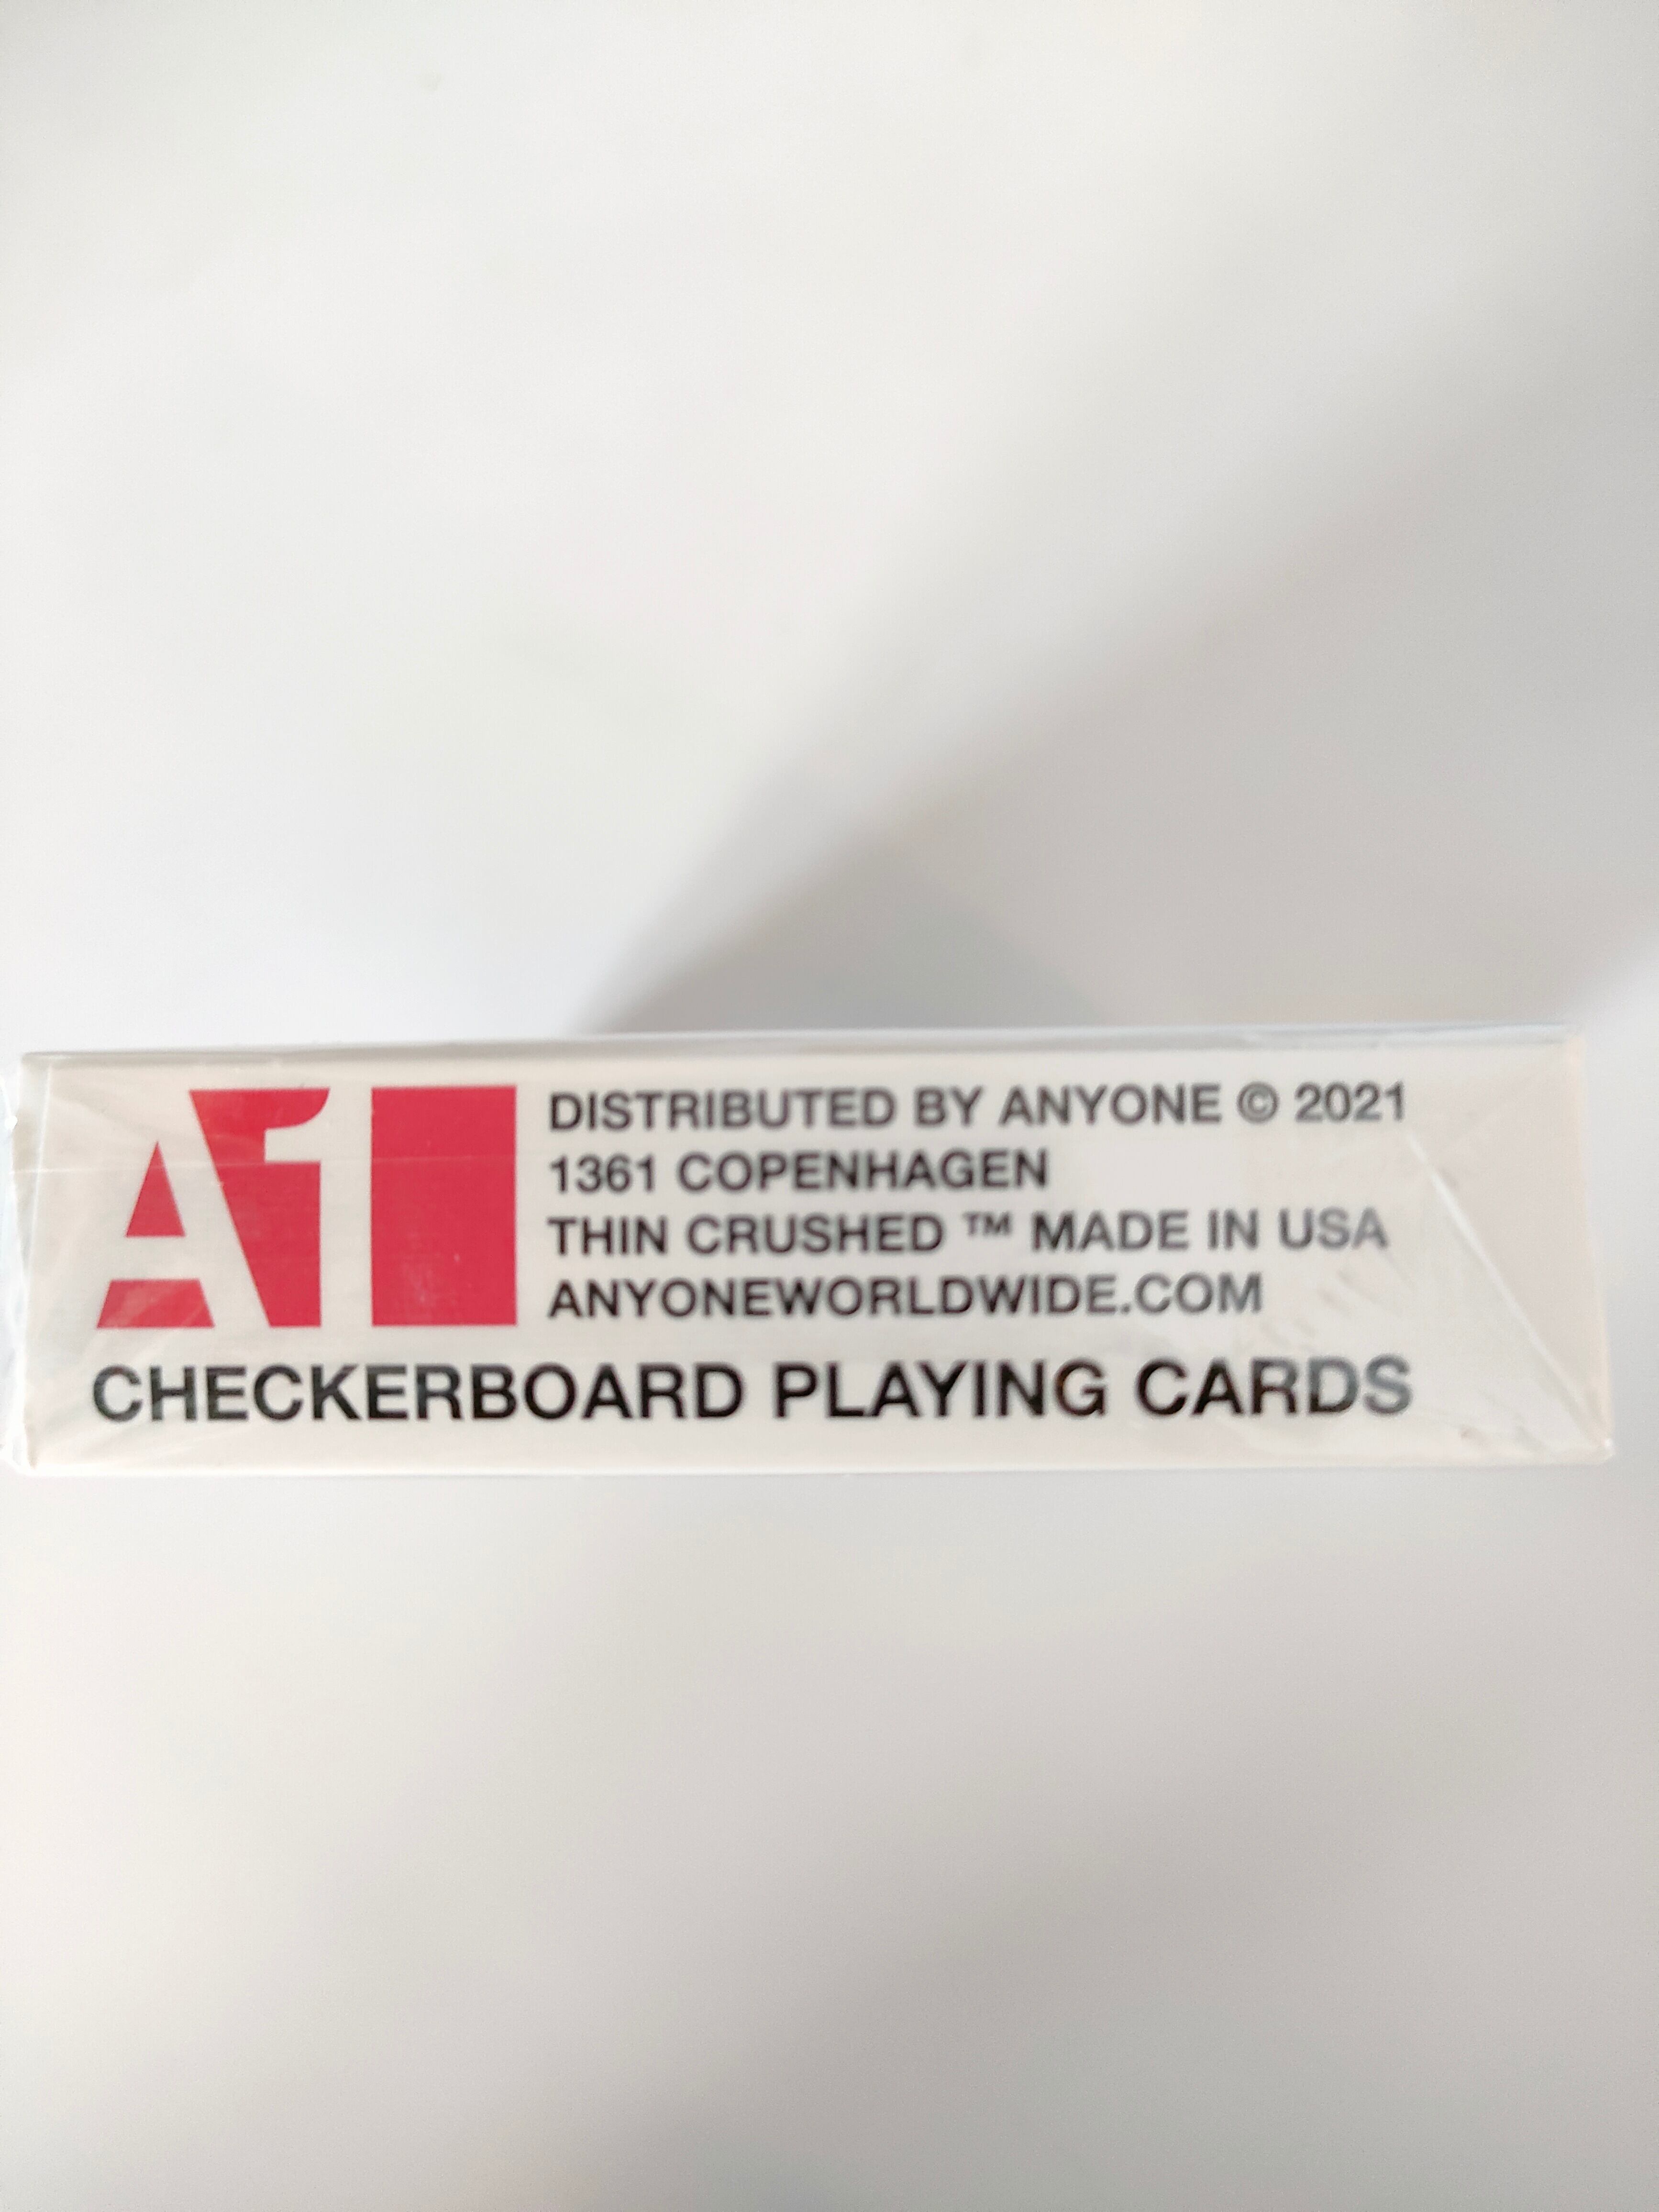 A1
DISTRIBUTED BY ANYONE © 2021
1361 COPENHAGEN
THIN CRUSHED ™ MADE IN USA
ANYONEWORLDWIDE.COM
CHECKERBOARD PLAYING CARDS